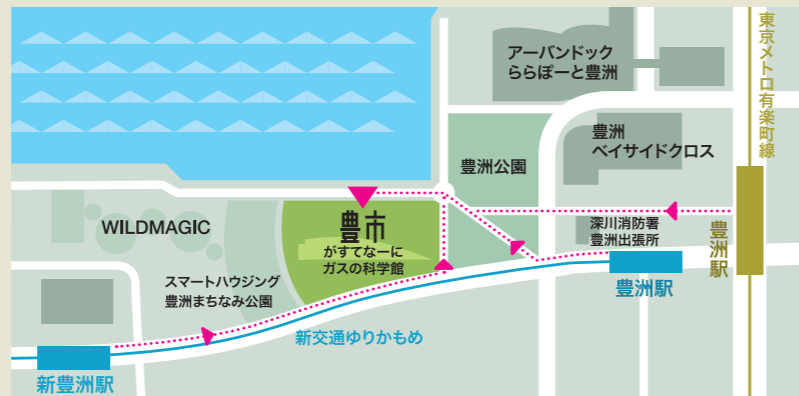 アーバンドック
ららぽーと豊洲
東京メトロ有楽町線
豊洲
ベイサイドクロス
豊洲公園
WILDMAGIC
豊市
がすてなーに
ガスの科学館
深川消防署
豊洲出張所
豊洲駅
豊洲駅
スマートハウジング
豊洲まちなみ公園
新交通ゆりかもめ
新豊洲駅